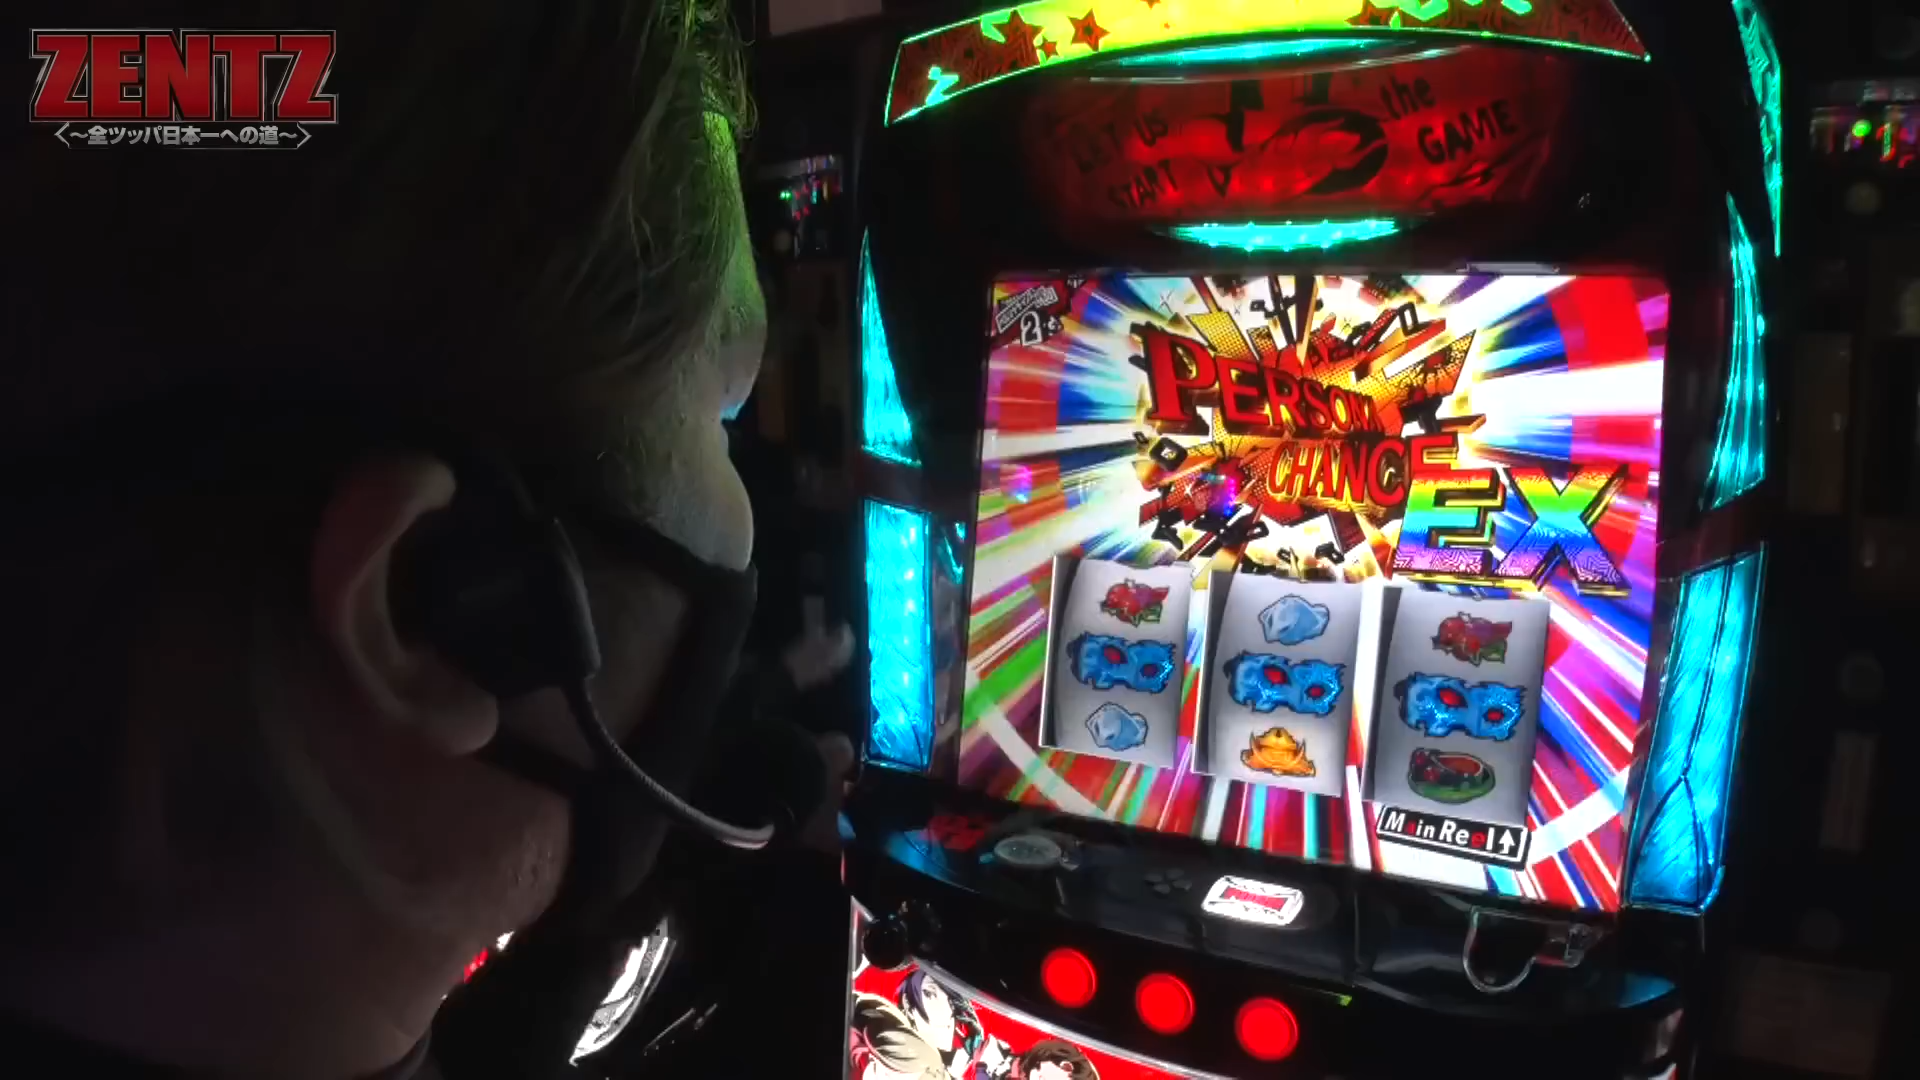 ZENTZ
〜全ツッパ日本一への道〜
LET US
START
the
GAME
2
PERSONA
CHANCE
EX
Main Reel↑